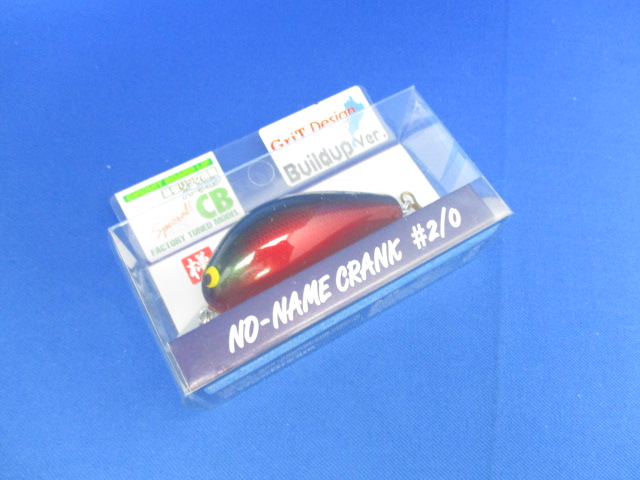 GriT Design
Buildup Ver.
Special!
CB
FACTORY TUNED MODEL
NO-NAME CRANK #2/0